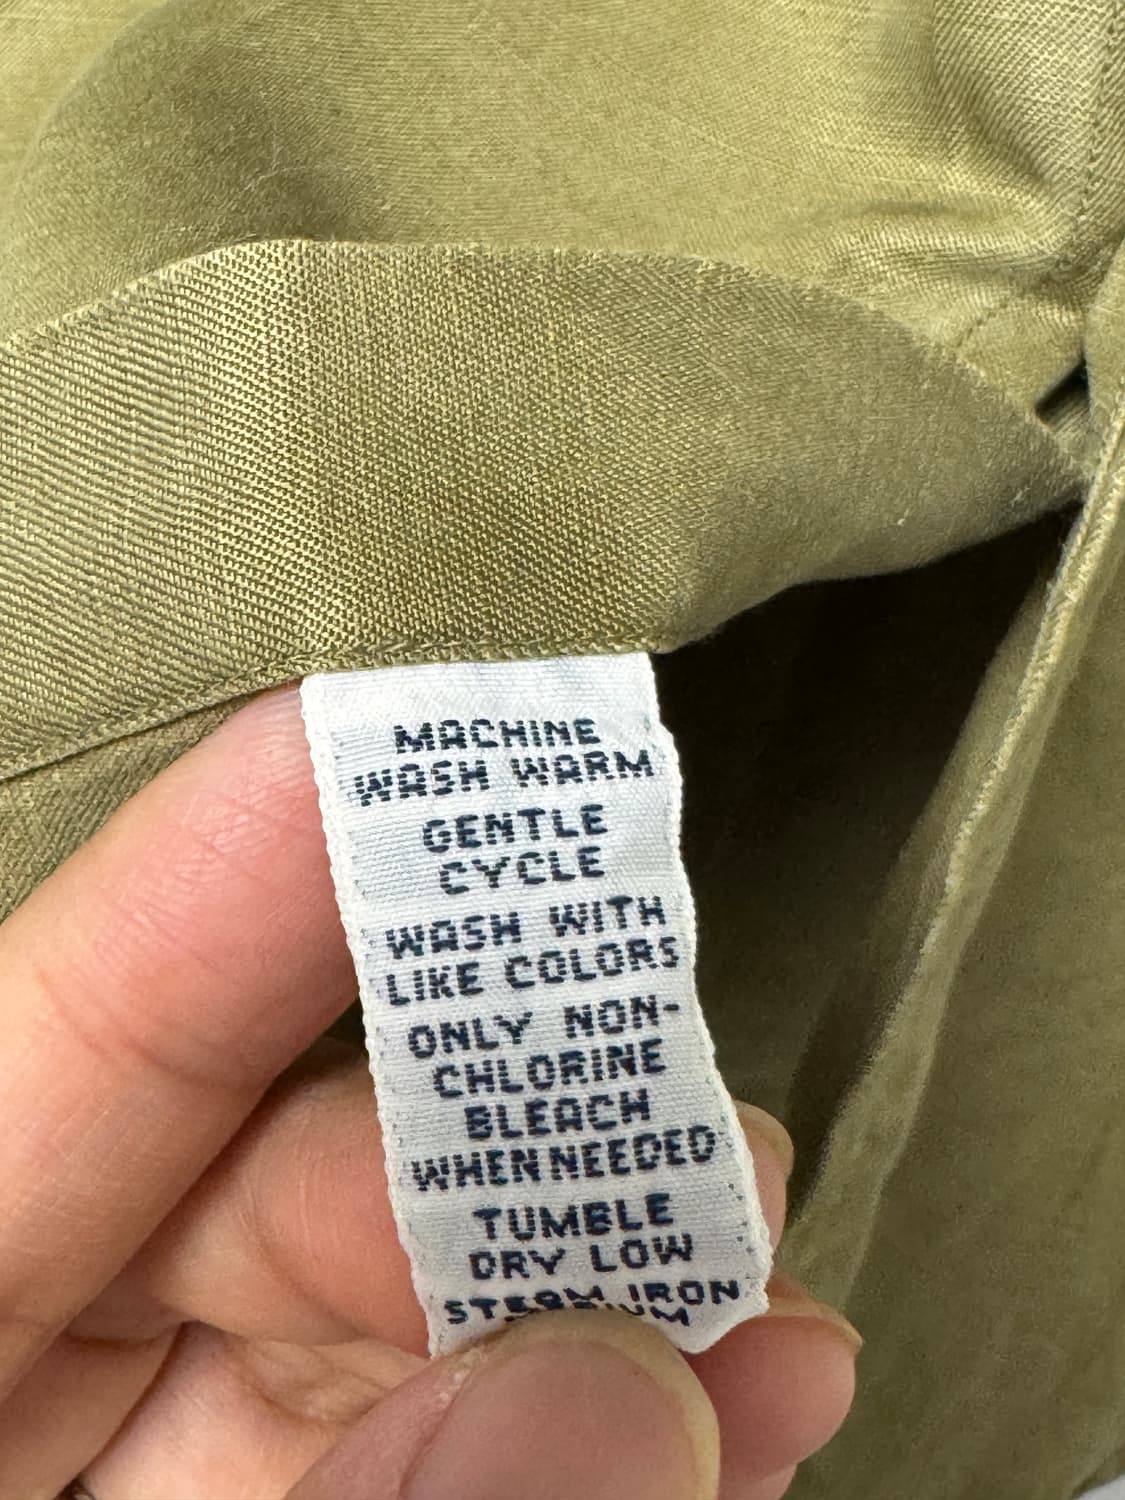 MACHINE
WASH WARM
GENTLE
CYCLE
WASH WITH
LIKE COLORS
ONLY NON-
CHLORINE
BLEACH
WHEN NEEDED
TUMBLE
DRY LOW
STEAM IRON